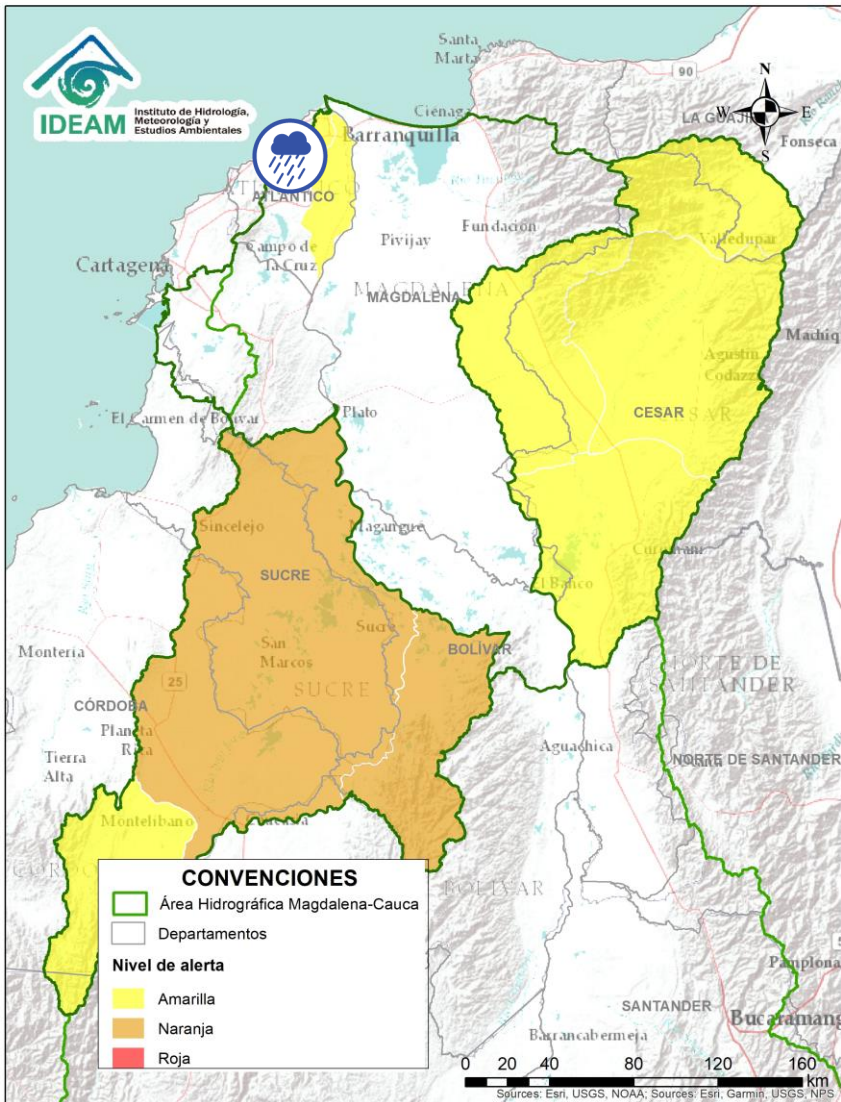 IDEAM
Instituto de Hidrología,
Meteorología y
Estudios Ambientales
Santa
Marta
90
N
W
E
S
LA GUAJI
Fonseca
Ciénaga
Barranquilla
ATLÁNTICO
Valledupar
Pivijay
Fundación
Campo de
la Cruz
Cartagena
MAGDALENA
MAGDALENA
Machiq
Agustín
Codazzi
CESAR
El Carmen de Bolívar
Plato
Sincelejo
Magangué
Curumaní
SUCRE
El Banco
Sucre
San
Marcos
BOLÍVAR
Montería
25
SUCRE
NORTE DE
SANTANDER
CÓRDOBA
Planeta
Rica
Aguachica
Tierra
Alta
NORTE DE SANTANDER
Montelíbano
BOLÍVAR
CONVENCIONES
Área Hidrográfica Magdalena-Cauca
Departamentos
Nivel de alerta
Amarilla
Naranja
Roja
Pamplona
SANTANDER
Bucaramang
Barrancabermeja
0 20 40 80 120 160
km
Sources: Esri, USGS, NOAA; Sources: Esri, Garmin, USGS, NPS